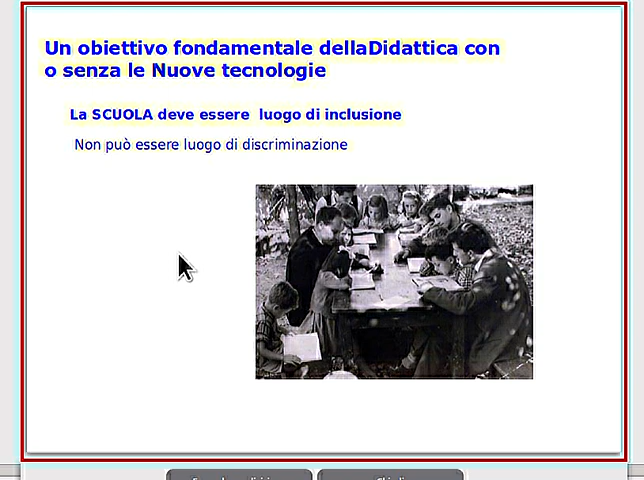 Un obiettivo fondamentale dellaDidattica con
o senza le Nuove tecnologie
La SCUOLA deve essere luogo di inclusione
Non può essere luogo di discriminazione